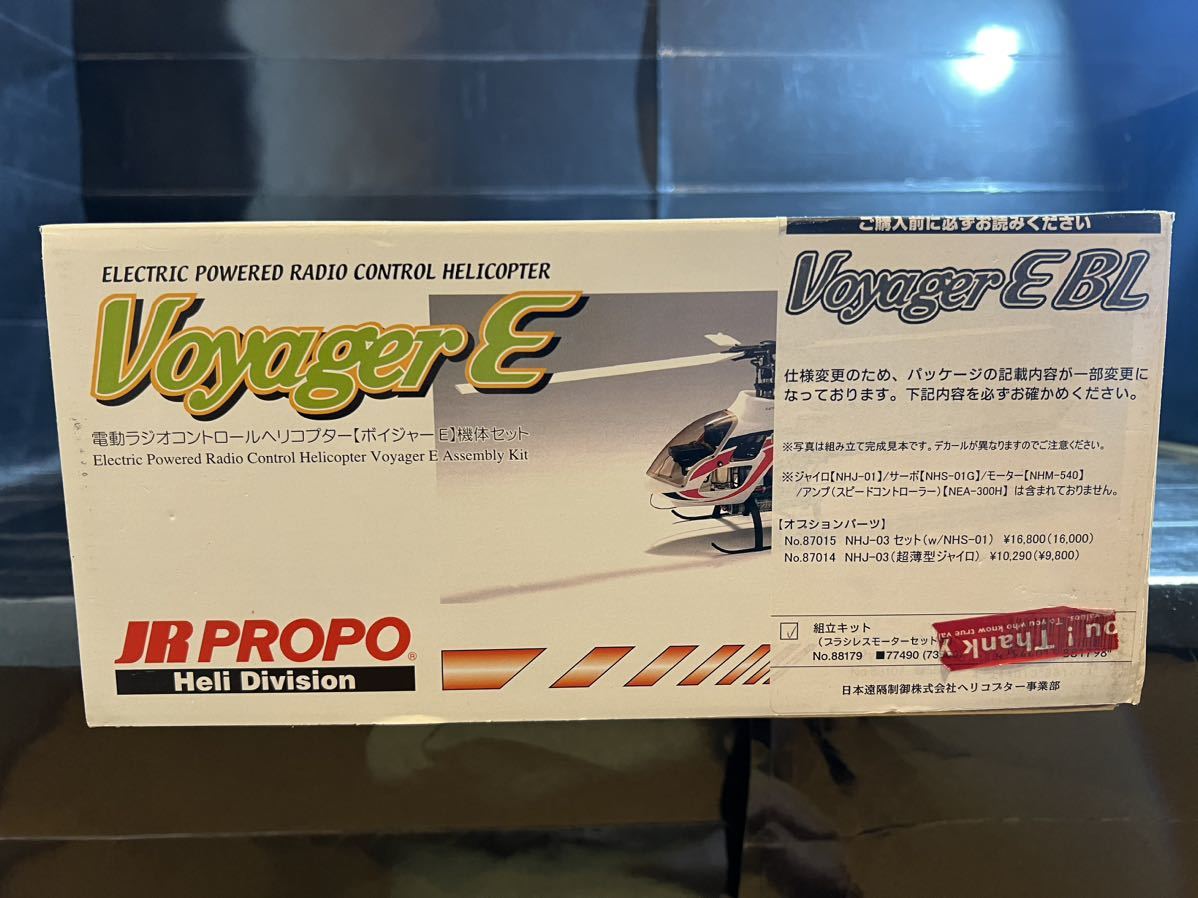 ELECTRIC POWERED RADIO CONTROL HELICOPTER
Voyager E
電動ラジオコントロールヘリコプター【ボイジャー E】機体セット
Electric Powered Radio Control Helicopter Voyager E Assembly Kit
JR PROPO®
Heli Division
ご購入前に必ずお読みください
Voyager E BL
仕様変更のため、パッケージの記載内容が一部変更に
なっております。下記内容を必ずお確かめください。
※写真は組み立て完成見本です。デカールが異なりますのでご注意ください。
※ジャイロ【NHJ-01】/サーボ【NHS-01G】/モーター【NHM-540】
/アンプ(スピードコントローラー)【NEA-300H】 は含まれておりません。
【オプションパーツ】
No.87015 NHJ-03 セット(w/NHS-01) ¥16,800(16,000)
No.87014 NHJ-03(超薄型ジャイロ) ¥10,290(¥9,800)
組立キット
(ブラシレスモーターセット)
No.88179 ■77490
ou ! Thank y
To you who know true va
日本遠隔制御株式会社ヘリコプター事業部